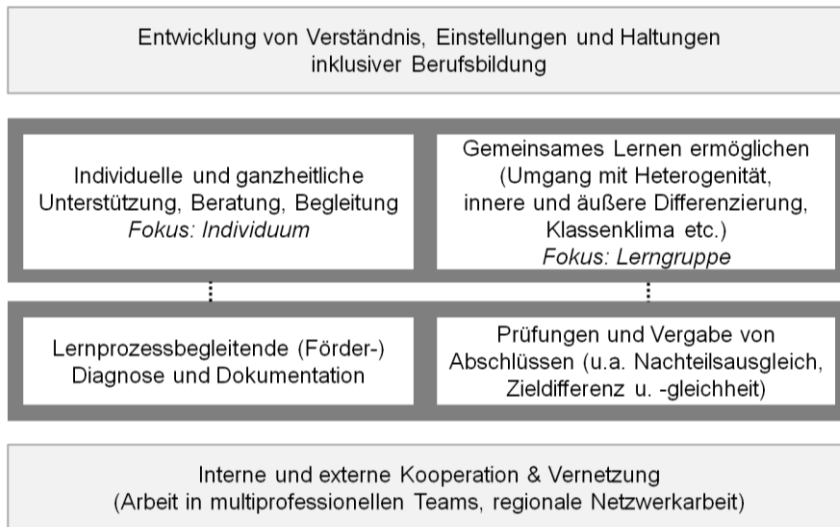 Entwicklung von Verständnis, Einstellungen und Haltungen
inklusiver Berufsbildung
Individuelle und ganzheitliche
Unterstützung, Beratung, Begleitung
Fokus: Individuum
Gemeinsames Lernen ermöglichen
(Umgang mit Heterogenität,
innere und äußere Differenzierung,
Klassenklima etc.)
Fokus: Lerngruppe
Lernprozessbegleitende (Förder-)
Diagnose und Dokumentation
Prüfungen und Vergabe von
Abschlüssen (u.a. Nachteilsausgleich,
Zieldifferenz u. -gleichheit)
Interne und externe Kooperation & Vernetzung
(Arbeit in multiprofessionellen Teams, regionale Netzwerkarbeit)